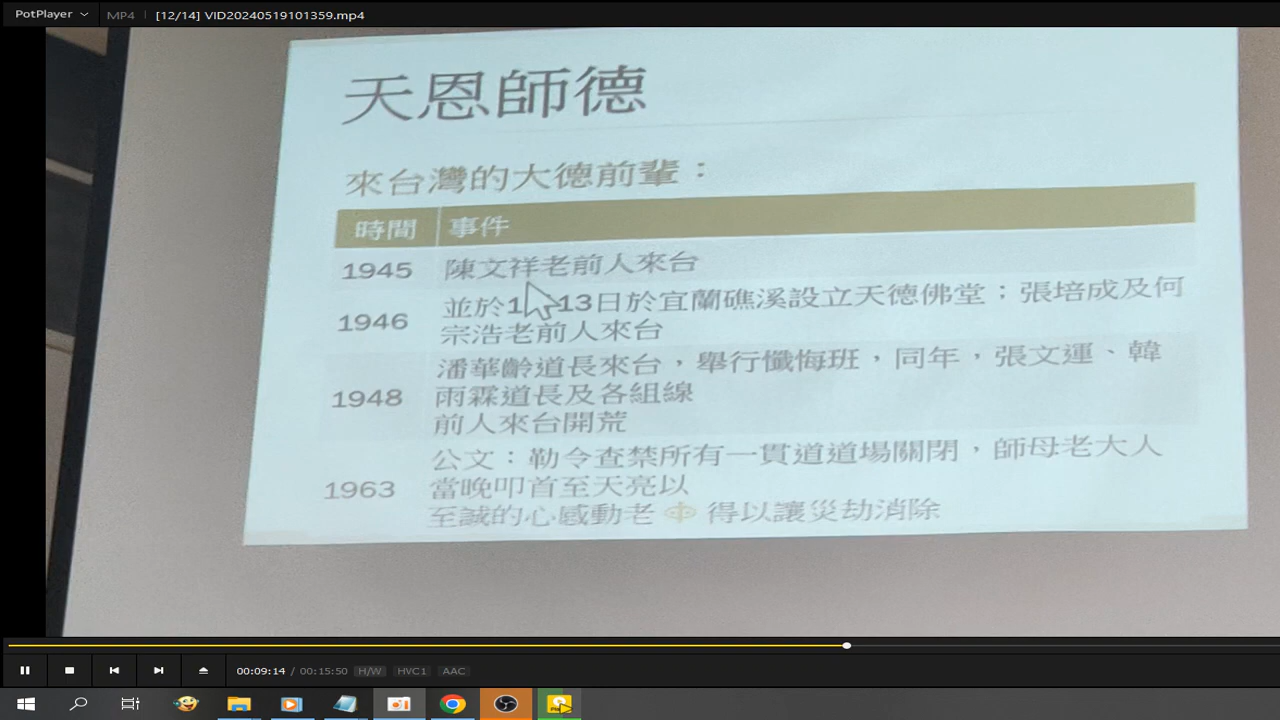 PotPlayer
MP4
[12/14] VID20240519101359.mp4
天恩師德
來台灣的大德前輩：
時間 事件
1945 陳文祥老前人來台
1946 並於1 13日於宜蘭礁溪設立天德佛堂；張培成及何
宗浩老前人來台
1948 潘華齡道長來台，舉行懺悔班，同年，張文運、韓
雨霖道長及各組線
前人來台開荒
1963 公文：勒令查禁所有一貫道道場關閉，師母老大人
當晚叩首至天亮以
至誠的心感動老 得以讓災劫消除
00:09:14 / 00:15:50 H/W HVC1 AAC